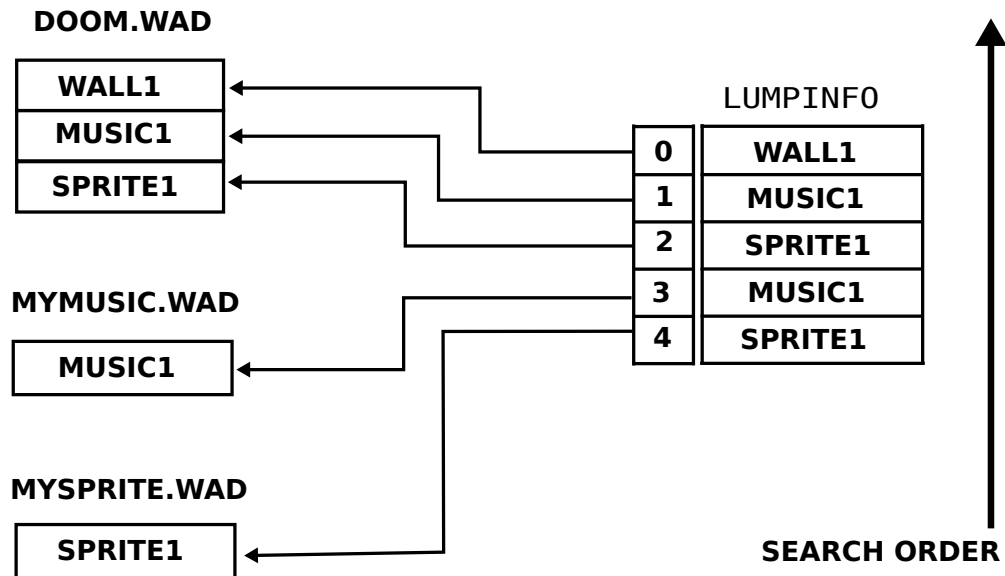 DOOM.WAD
WALL1
MUSIC1
SPRITE1
MYMUSIC.WAD
MUSIC1
MYSPRITE.WAD
SPRITE1
LUMPINFO
0 WALL1
1 MUSIC1
2 SPRITE1
3 MUSIC1
4 SPRITE1
SEARCH ORDER